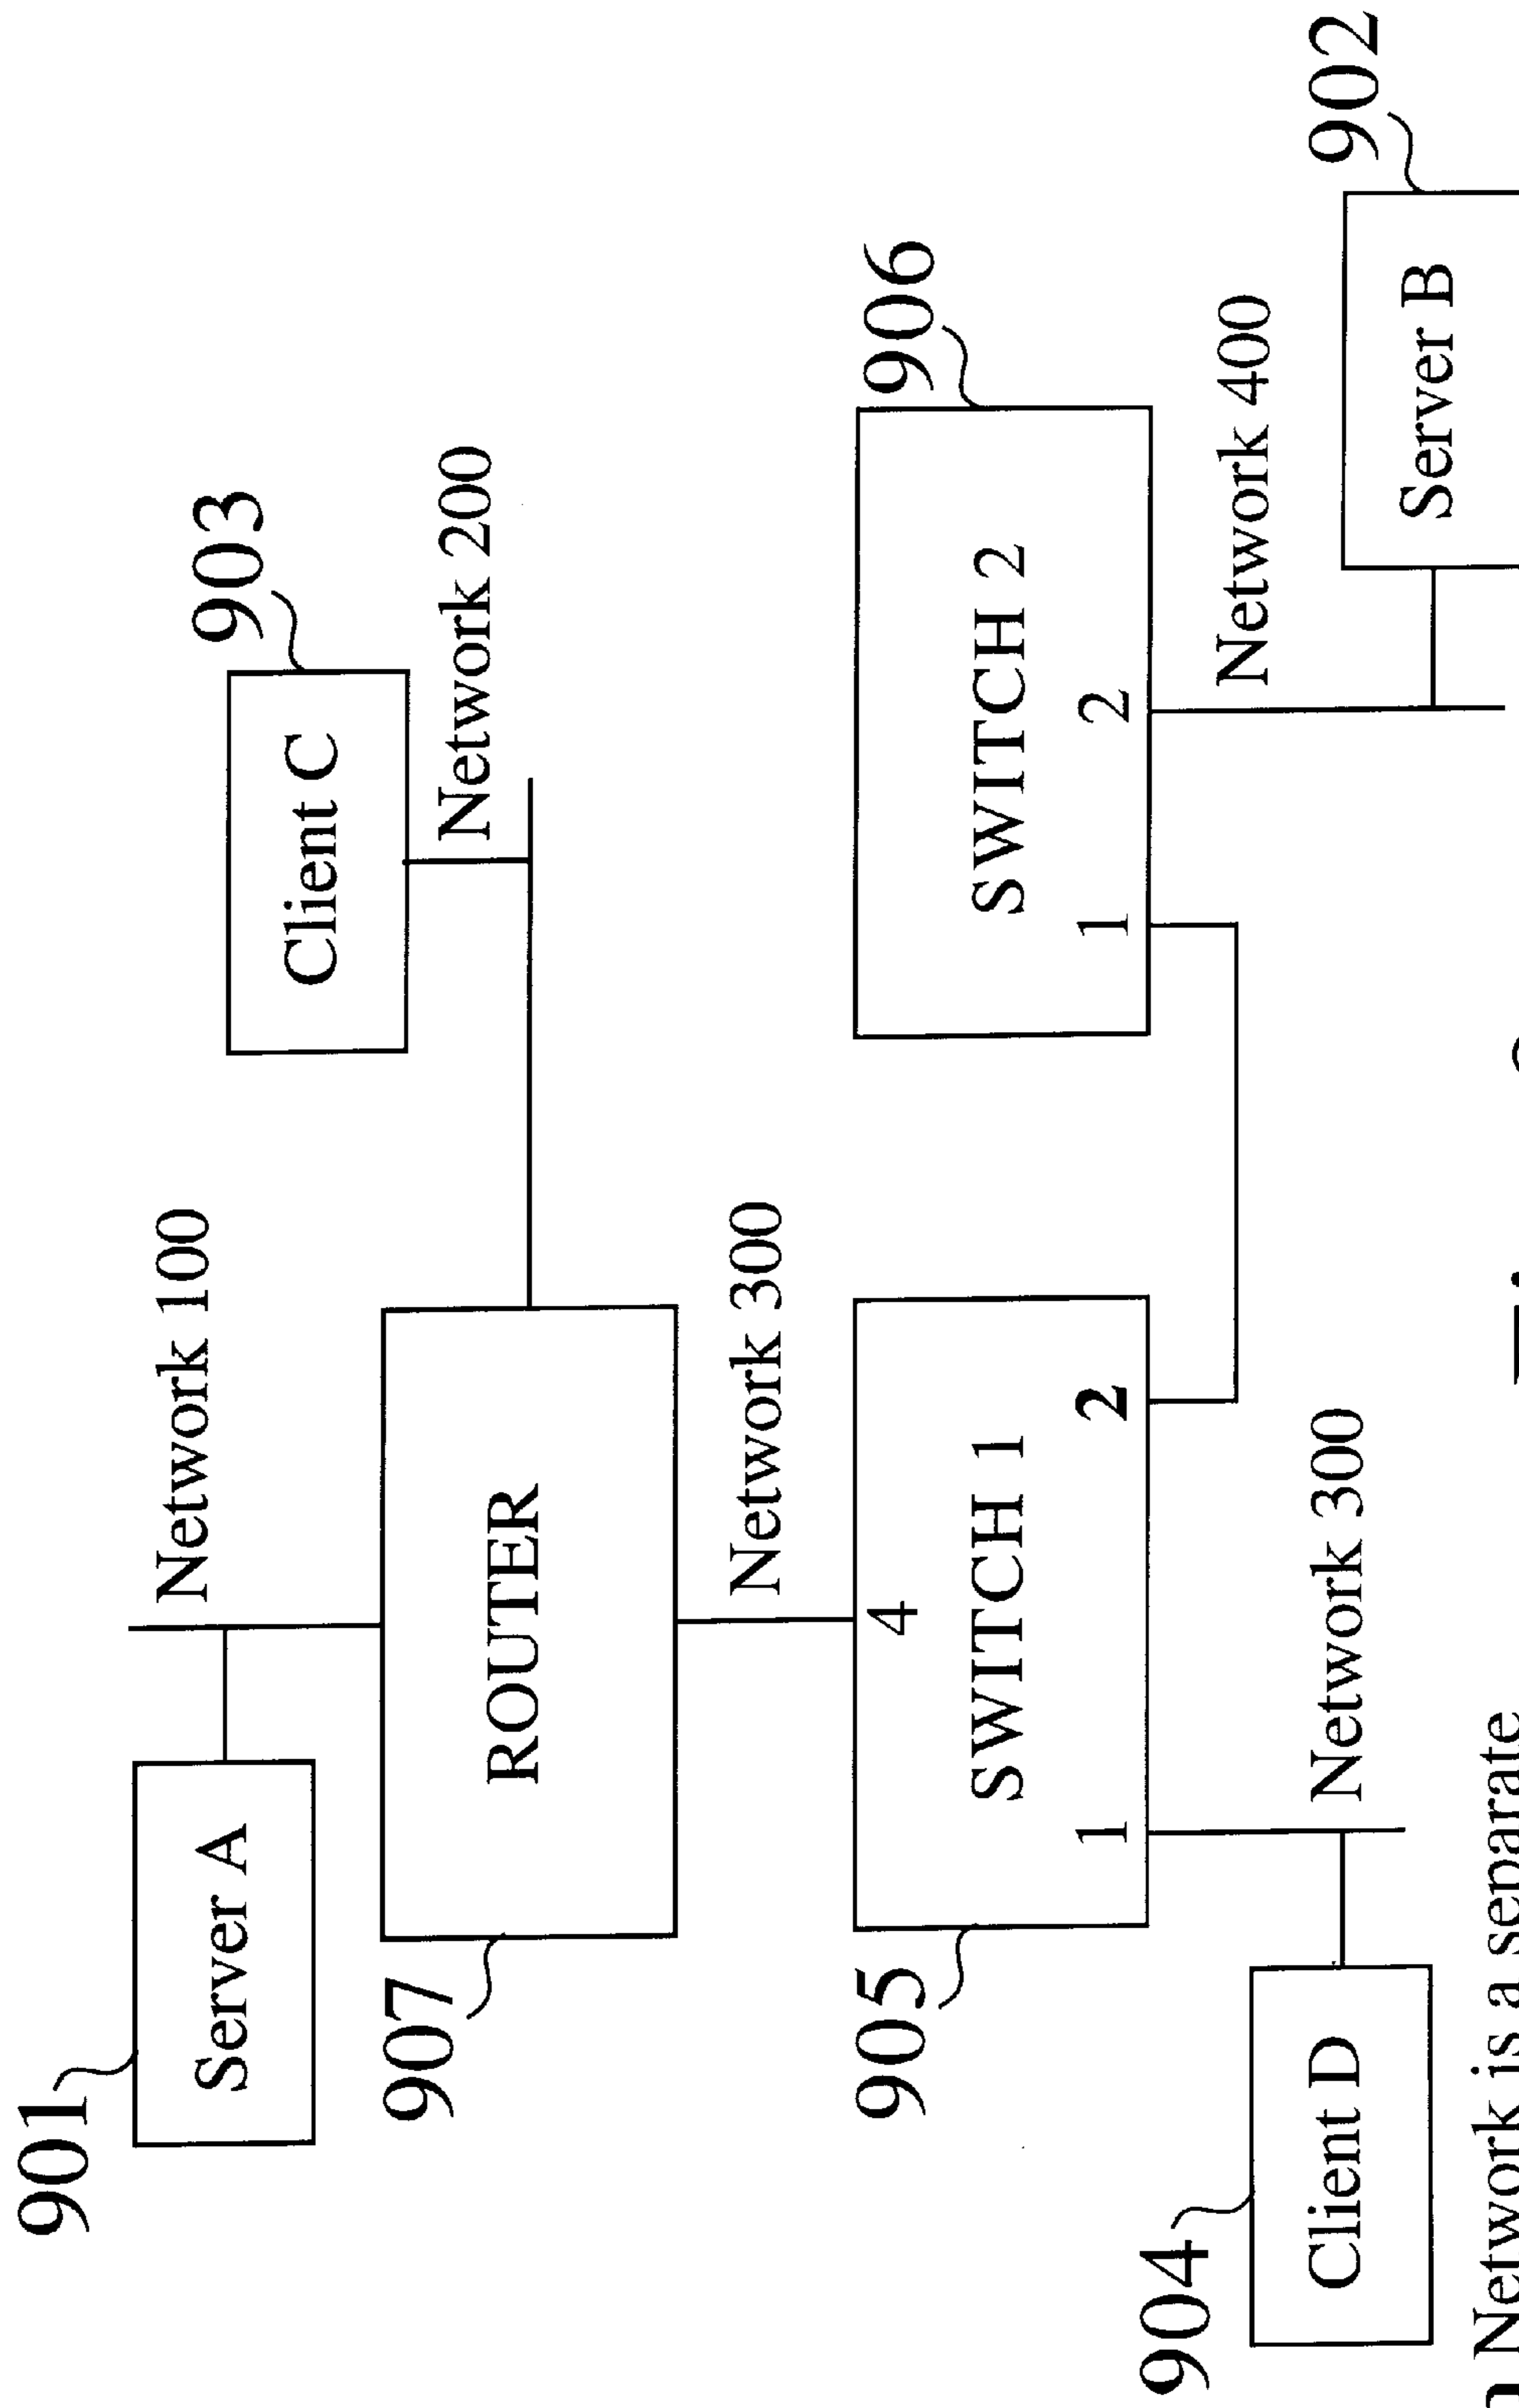 901
Server A
Network 100
903
Client C
Network 200
907
ROUTER
Network 300
905
4
SWITCH 1
1
2
906
SWITCH 2
1
2
Network 400
904
Client D
Network 300
902
Server B
Network is a separate